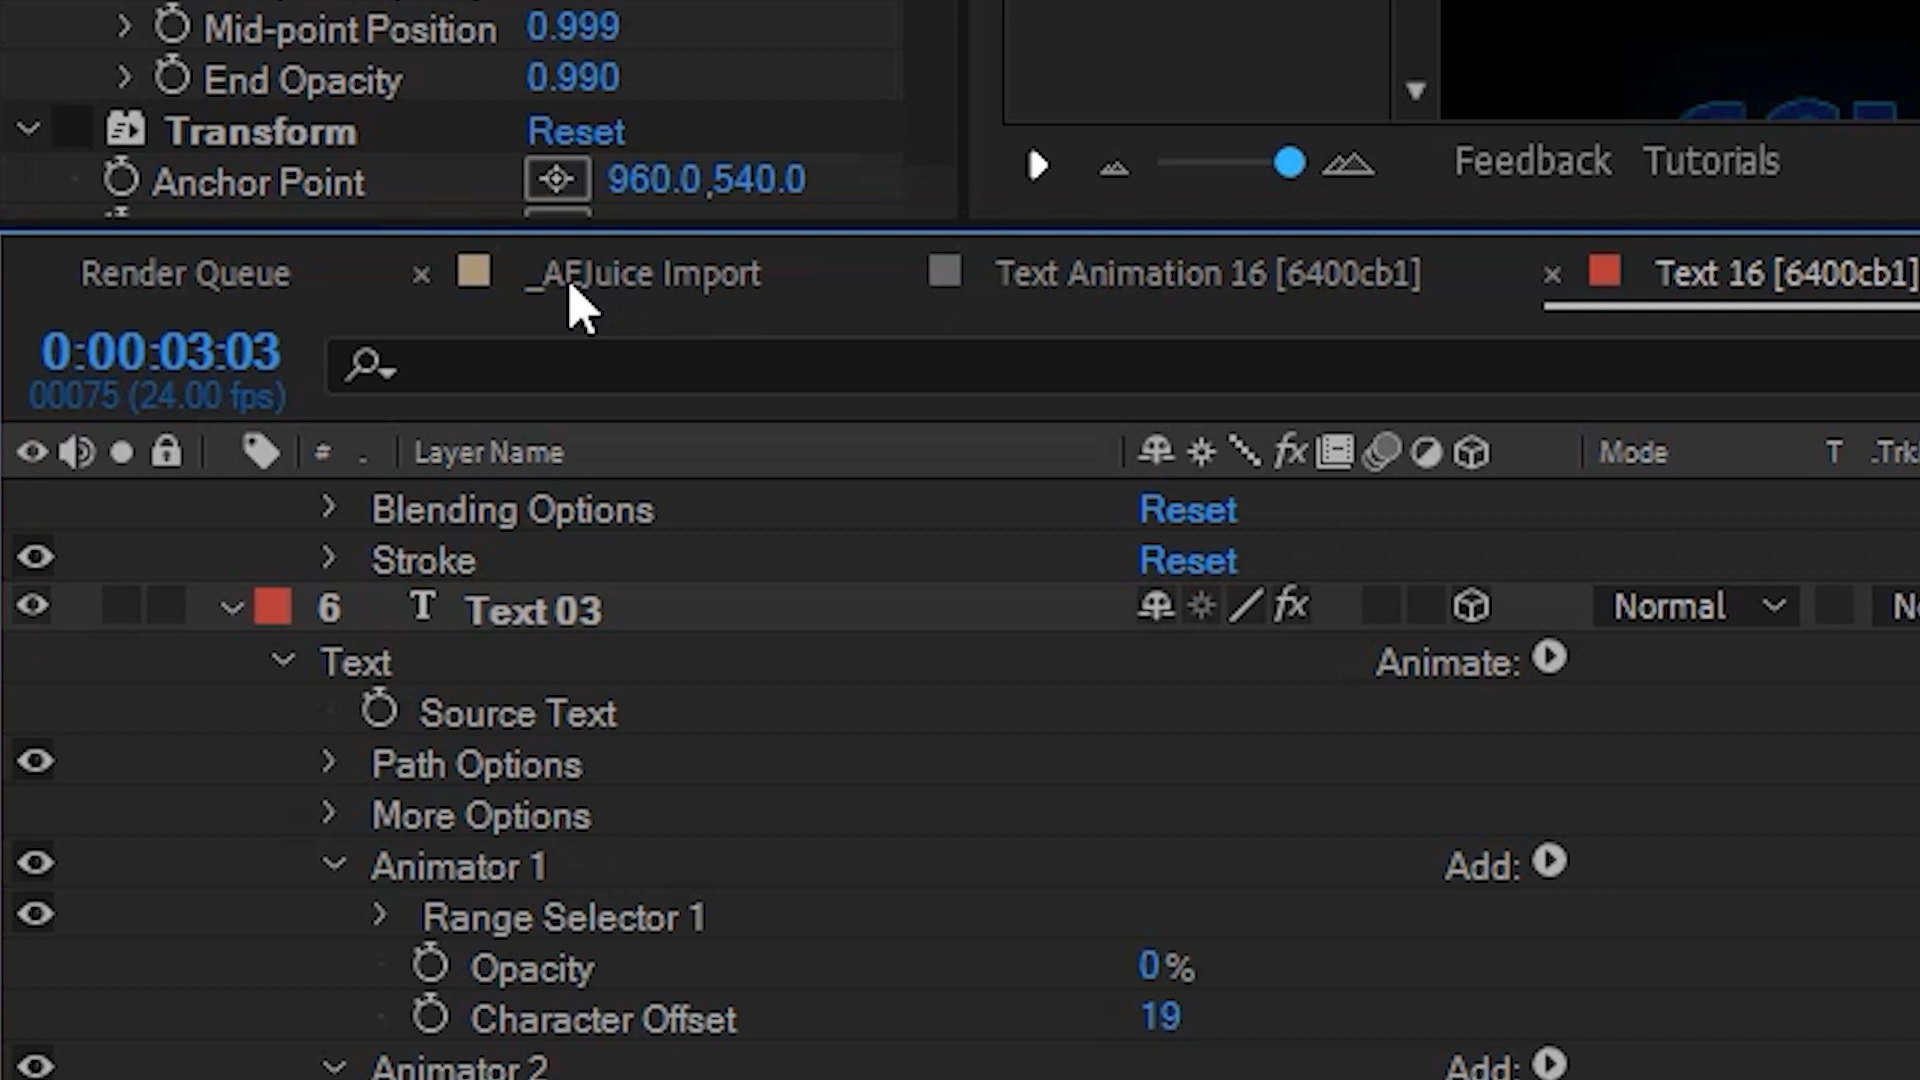 Mid-point Position 0.999
End Opacity 0.990
Transform Reset
Anchor Point 960.0,540.0
Feedback Tutorials
Render Queue × _AEJuice Import Text Animation 16 [6400cb1] × Text 16 [6400cb1]
0:00:03:03
00075 (24.00 fps)
# . Layer Name fx Mode T .Trk
Blending Options Reset
Stroke Reset
6 T Text 03 fx Normal
Text Animate:
Source Text
Path Options
More Options
Animator 1 Add:
Range Selector 1
Opacity 0%
Character Offset 19
Animator 2 Add: